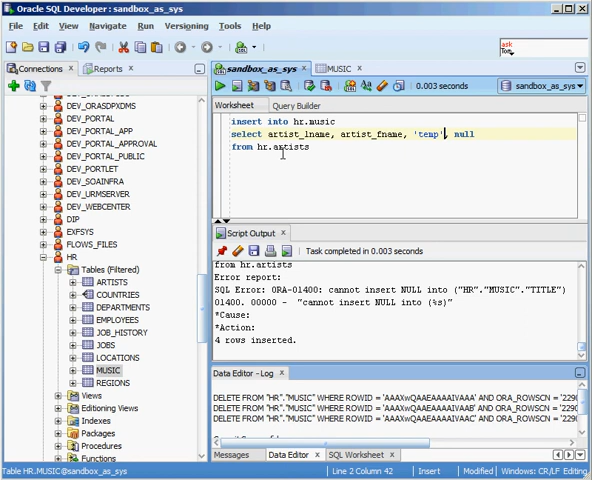 Oracle SQL Developer : sandbox_as_sys
File Edit View Navigate Run Versioning Tools Help
ask
Tom
Connections
Reports
sandbox_as_sys
MUSIC
0.003 seconds
sandbox_as_sys
Worksheet Query Builder
DEV_ORASDPXDMS
DEV_PORTAL
DEV_PORTAL_APP
DEV_PORTAL_APPROVAL
DEV_PORTAL_PUBLIC
DEV_PORTLET
DEV_SOAINFRA
DEV_URMSERVER
DEV_WEBCENTER
DIP
EXFSYS
FLOWS_FILES
HR
Tables (Filtered)
ARTISTS
COUNTRIES
DEPARTMENTS
EMPLOYEES
JOB_HISTORY
JOBS
LOCATIONS
MUSIC
REGIONS
Views
Editioning Views
Indexes
Packages
Procedures
Functions
insert into hr.music
select artist_lname, artist_fname, 'temp', null
from hr.artists
Script Output
Task completed in 0.003 seconds
from hr.artists
Error report:
SQL Error: ORA-01400: cannot insert NULL into ("HR"."MUSIC"."TITLE")
01400. 00000 - "cannot insert NULL into (%s)"
*Cause:
*Action:
4 rows inserted.
Data Editor - Log
DELETE FROM "HR"."MUSIC" WHERE ROWID = 'AAAXwQAAEAAAAIVAAA' AND ORA_ROWSCN = '2290
DELETE FROM "HR"."MUSIC" WHERE ROWID = 'AAAXwQAAEAAAAIVAAB' AND ORA_ROWSCN = '2290
DELETE FROM "HR"."MUSIC" WHERE ROWID = 'AAAXwQAAEAAAAIVAAC' AND ORA_ROWSCN = '2290
Messages Data Editor SQL Worksheet
Table HR.MUSIC@sandbox_as_sys
Line 2 Column 42 Insert Modified Windows: CR/LF Editing